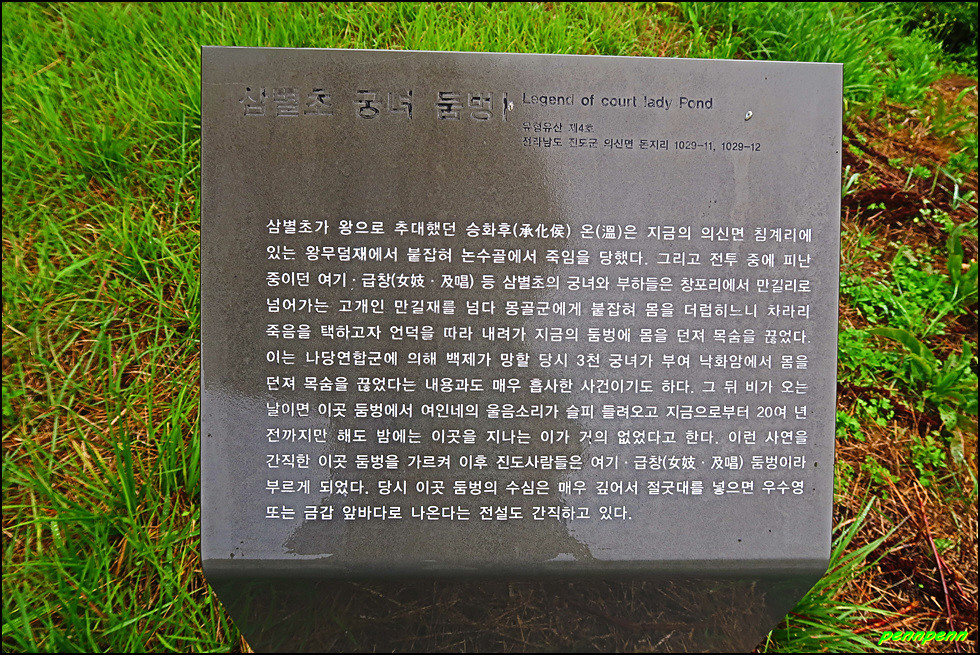 삼별초 궁녀 둠벙
Legend of court lady Pond
유형유산 제4호
전라남도 진도군 의신면 돈지리 1029-11, 1029-12
삼별초가 왕으로 추대했던 승화후(承化侯) 온(溫)은 지금의 의신면 침계리에
있는 왕무덤재에서 붙잡혀 논수골에서 죽임을 당했다. 그리고 전투 중에 피난
중이던 여기 · 급창(女妓 · 及唱) 등 삼별초의 궁녀와 부하들은 창포리에서 만길리로
넘어가는 고개인 만길재를 넘다 몽골군에게 붙잡혀 몸을 더럽히느니 차라리
죽음을 택하고자 언덕을 따라 내려가 지금의 둠벙에 몸을 던져 목숨을 끊었다.
이는 나당연합군에 의해 백제가 망할 당시 3천 궁녀가 부여 낙화암에서 몸을
던져 목숨을 끊었다는 내용과도 매우 흡사한 사건이기도 하다. 그 뒤 비가 오는
날이면 이곳 둠벙에서 여인네의 울음소리가 슬피 들려오고 지금으로부터 20여 년
전까지만 해도 밤에는 이곳을 지나는 이가 거의 없었다고 한다. 이런 사연을
간직한 이곳 둠벙을 가르켜 이후 진도사람들은 여기 · 급창(女妓 · 及唱) 둠벙이라
부르게 되었다. 당시 이곳 둠벙의 수심은 매우 깊어서 절굿대를 넣으면 우수영
또는 금갑 앞바다로 나온다는 전설도 간직하고 있다.
pennpenn